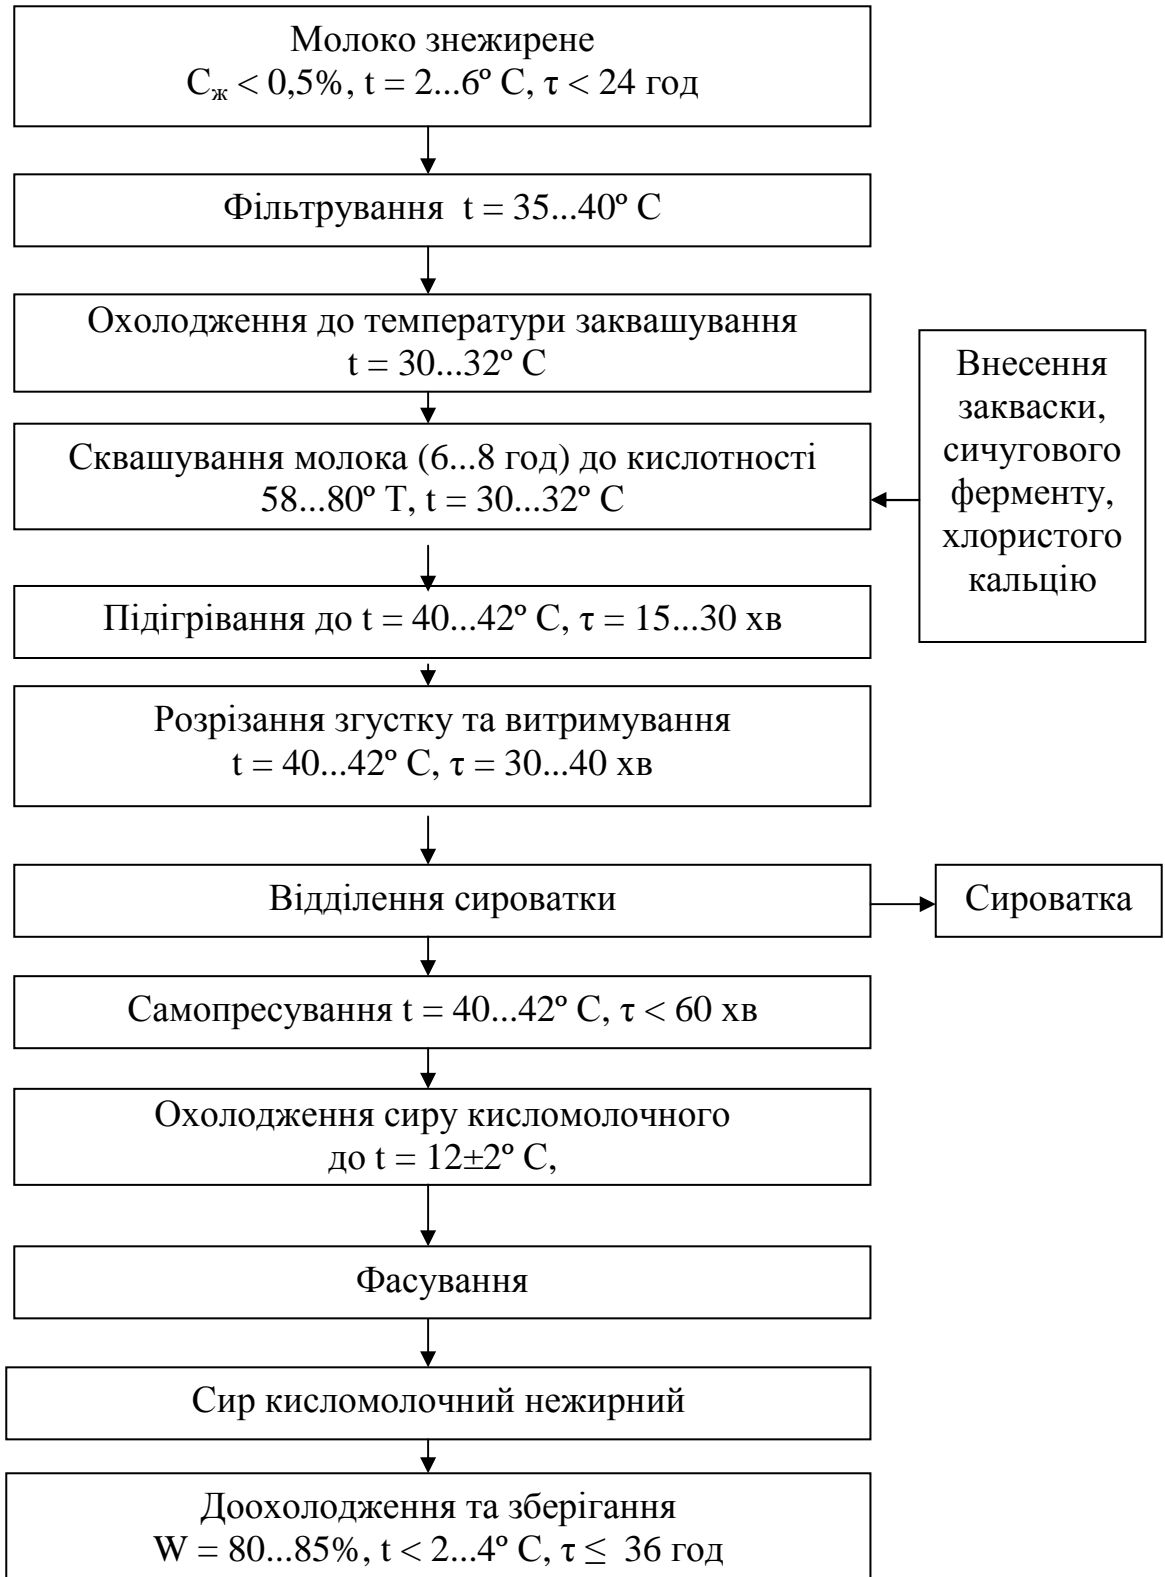 Молоко знежирене
Сж < 0,5%, t = 2...6º С, τ < 24 год
Фільтрування t = 35...40º С
Охолодження до температури заквашування
t = 30...32º С
Сквашування молока (6...8 год) до кислотності
58...80º Т, t = 30...32º С
Внесення
закваски,
сичугового
ферменту,
хлористого
кальцію
Підігрівання до t = 40...42º С, τ = 15...30 хв
Розрізання згустку та витримування
t = 40...42º С, τ = 30...40 хв
Відділення сироватки
Сироватка
Самопресування t = 40...42º С, τ < 60 хв
Охолодження сиру кисломолочного
до t = 12±2º С,
Фасування
Сир кисломолочний нежирний
Доохолодження та зберігання
W = 80...85%, t < 2...4º С, τ ≤ 36 год